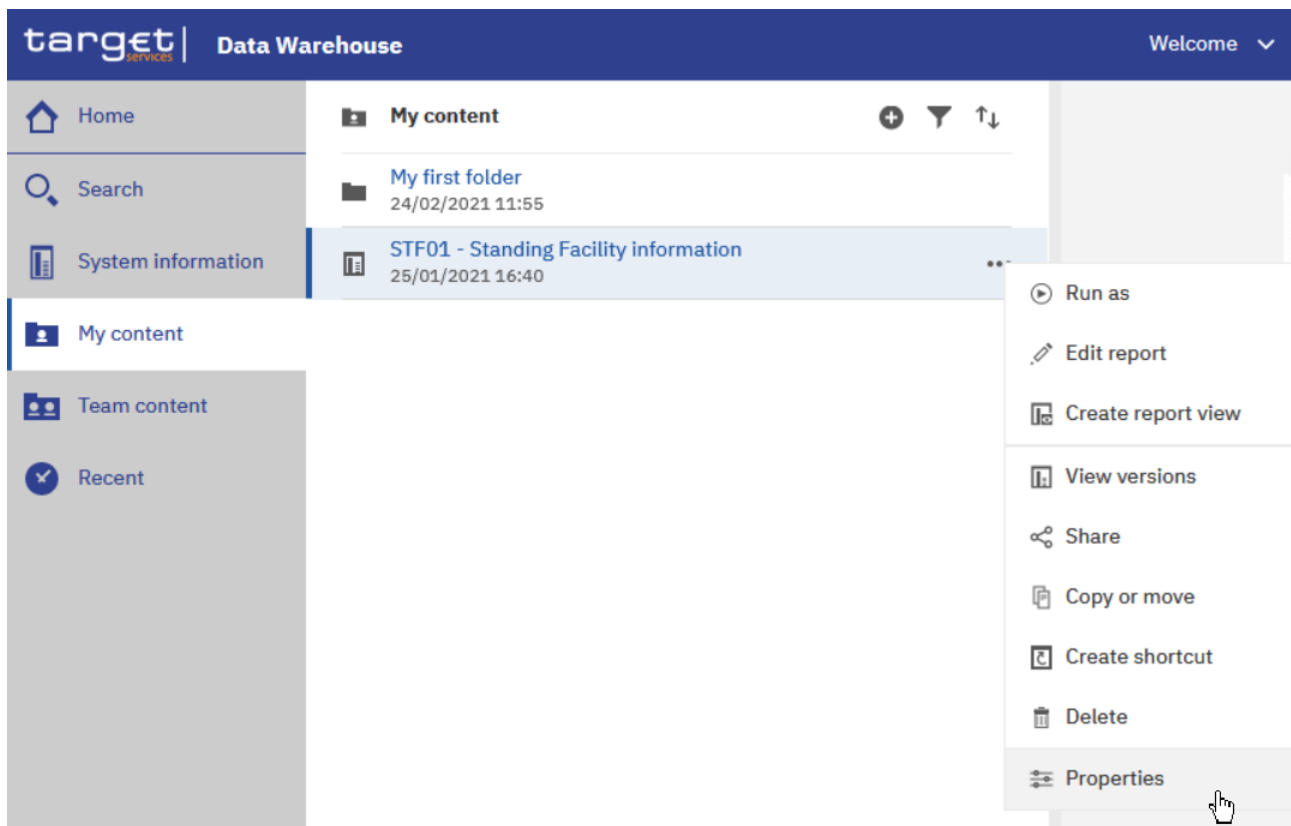 target services | Data Warehouse
Welcome
Home
Search
System information
My content
Team content
Recent
My content
My first folder
24/02/2021 11:55
STF01 - Standing Facility information
25/01/2021 16:40
Run as
Edit report
Create report view
View versions
Share
Copy or move
Create shortcut
Delete
Properties